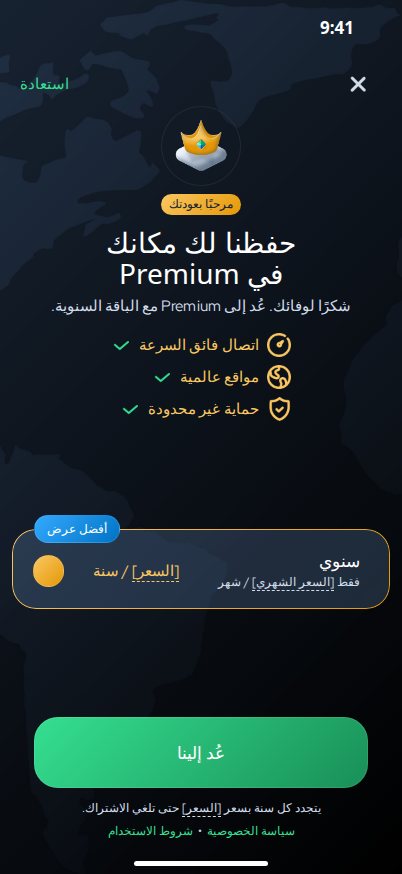 9:41
استعادة
مرحبًا بعودتك
حفظنا لك مكانك
في Premium
شكرًا لوفائك. عُد إلى Premium مع الباقة السنوية.
اتصال فائق السرعة
مواقع عالمية
حماية غير محدودة
أفضل عرض
سنوي
فقط [السعر الشهري] / شهر
[السعر] / سنة
عُد إلينا
يتجدد كل سنة بسعر [السعر] حتى تلغي الاشتراك.
سياسة الخصوصية • شروط الاستخدام